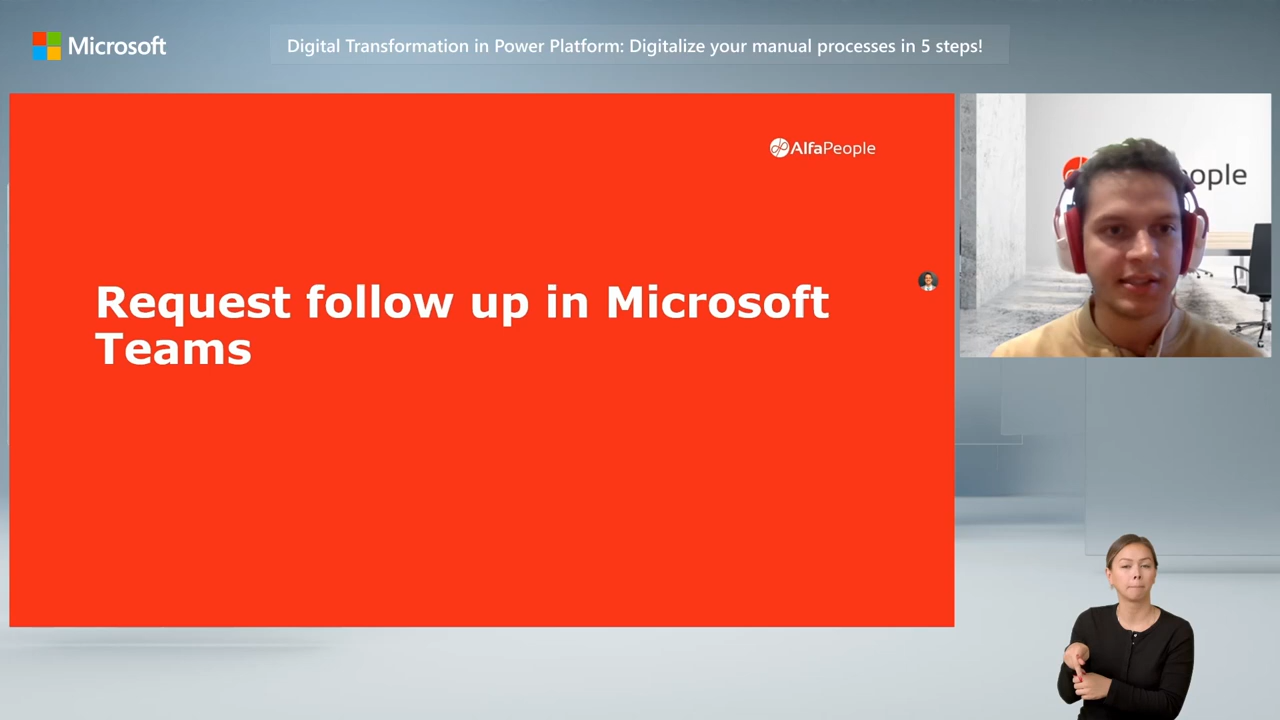 Microsoft
Digital Transformation in Power Platform: Digitalize your manual processes in 5 steps!
AlfaPeople
Request follow up in Microsoft
Teams
ople